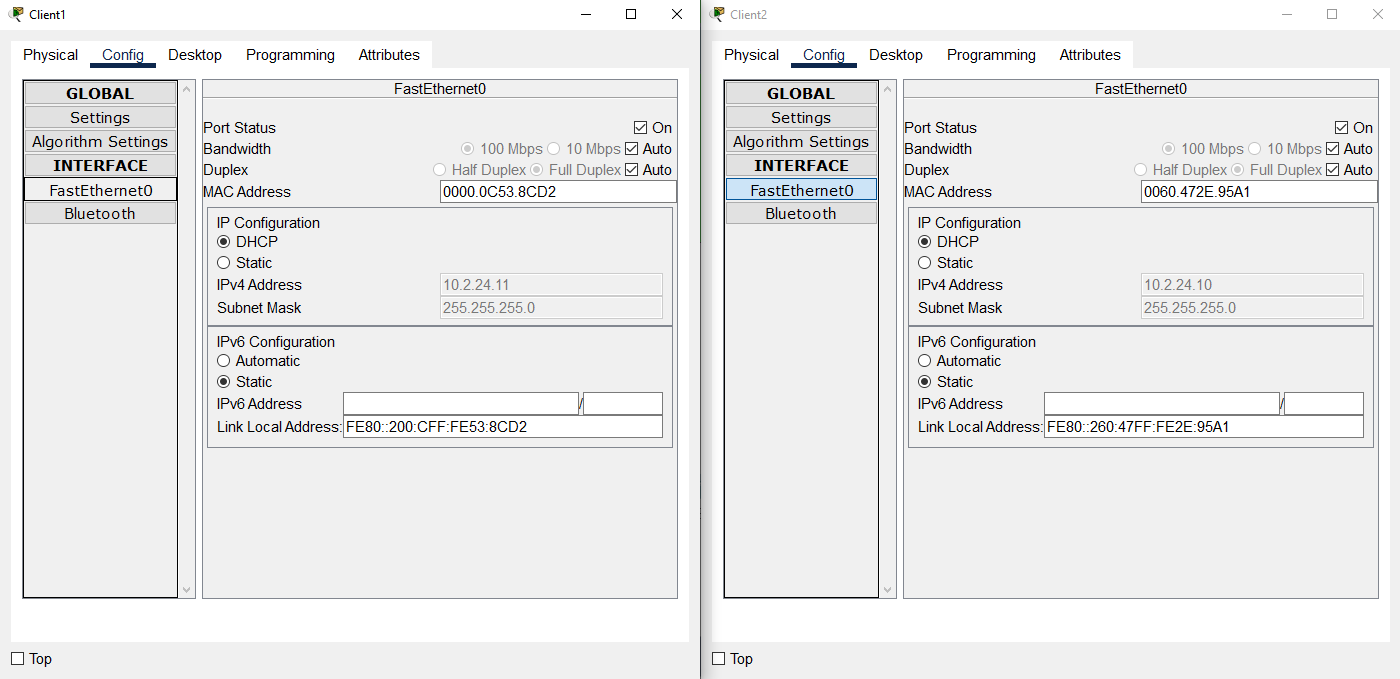 Client1
Physical Config Desktop Programming Attributes
GLOBAL
Settings
Algorithm Settings
INTERFACE
FastEthernet0
Bluetooth
FastEthernet0
Port Status On
Bandwidth 100 Mbps 10 Mbps Auto
Duplex Half Duplex Full Duplex Auto
MAC Address 0000.0C53.8CD2
IP Configuration
DHCP
Static
IPv4 Address 10.2.24.11
Subnet Mask 255.255.255.0
IPv6 Configuration
Automatic
Static
IPv6 Address /
Link Local Address: FE80::200:CFF:FE53:8CD2
Top
Client2
Physical Config Desktop Programming Attributes
GLOBAL
Settings
Algorithm Settings
INTERFACE
FastEthernet0
Bluetooth
FastEthernet0
Port Status On
Bandwidth 100 Mbps 10 Mbps Auto
Duplex Half Duplex Full Duplex Auto
MAC Address 0060.472E.95A1
IP Configuration
DHCP
Static
IPv4 Address 10.2.24.10
Subnet Mask 255.255.255.0
IPv6 Configuration
Automatic
Static
IPv6 Address /
Link Local Address: FE80::260:47FF:FE2E:95A1
Top